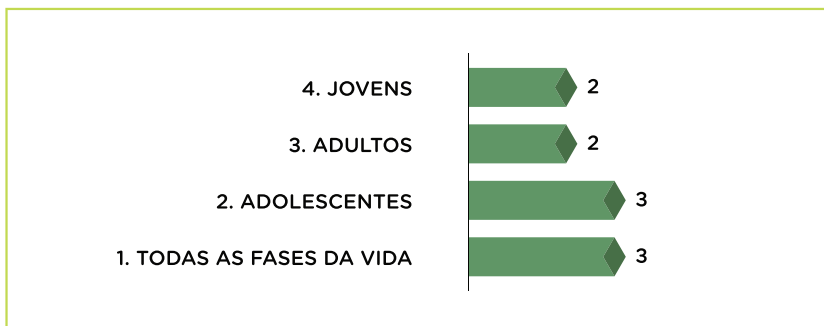 4. JOVENS 2
3. ADULTOS 2
2. ADOLESCENTES 3
1. TODAS AS FASES DA VIDA 3